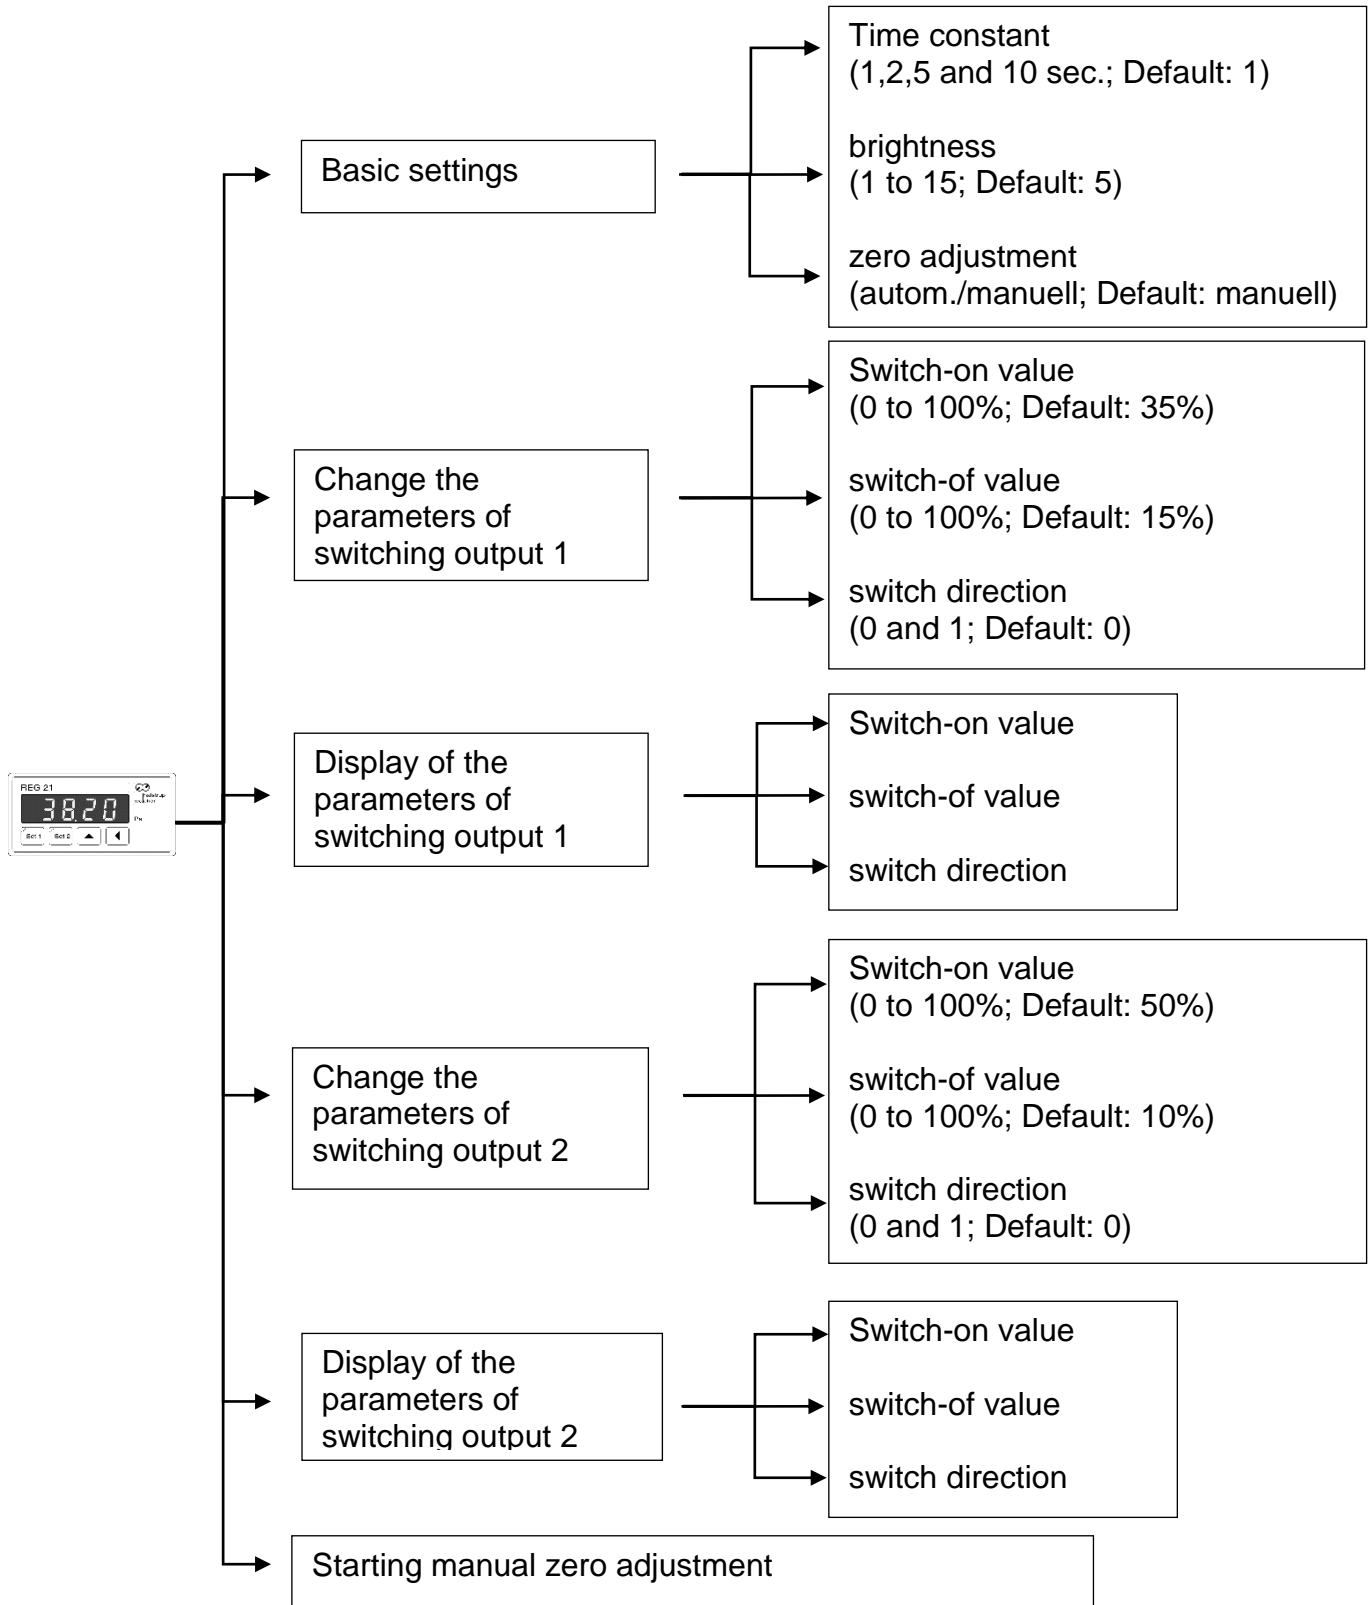 Time constant
(1,2,5 and 10 sec.; Default: 1)
brightness
(1 to 15; Default: 5)
zero adjustment
(autom./manuell; Default: manuell)
Basic settings
Switch-on value
(0 to 100%; Default: 35%)
switch-of value
(0 to 100%; Default: 15%)
switch direction
(0 and 1; Default: 0)
Change the
parameters of
switching output 1
Switch-on value
switch-of value
switch direction
Display of the
parameters of
switching output 1
REG 21
38.20
Pa
Set 1 Set 2
Switch-on value
(0 to 100%; Default: 50%)
switch-of value
(0 to 100%; Default: 10%)
switch direction
(0 and 1; Default: 0)
Change the
parameters of
switching output 2
Switch-on value
switch-of value
switch direction
Display of the
parameters of
switching output 2
Starting manual zero adjustment